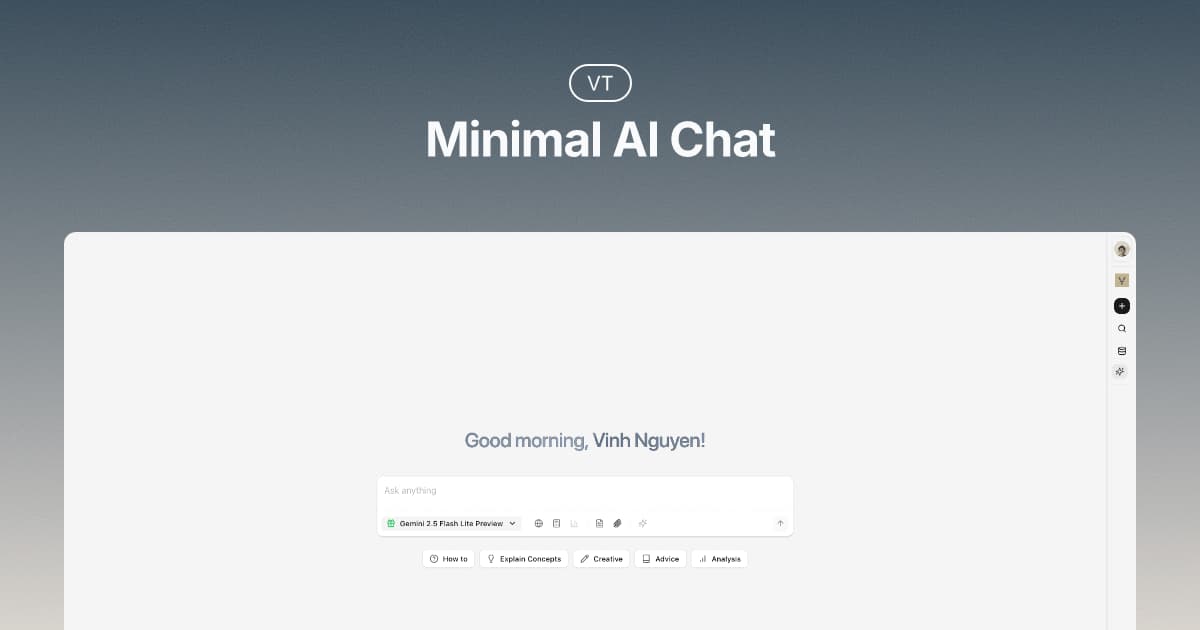 VT
Minimal AI Chat
Good morning, Vinh Nguyen!
Ask anything
Gemini 2.5 Flash Lite Preview
How to Explain Concepts Creative Advice Analysis